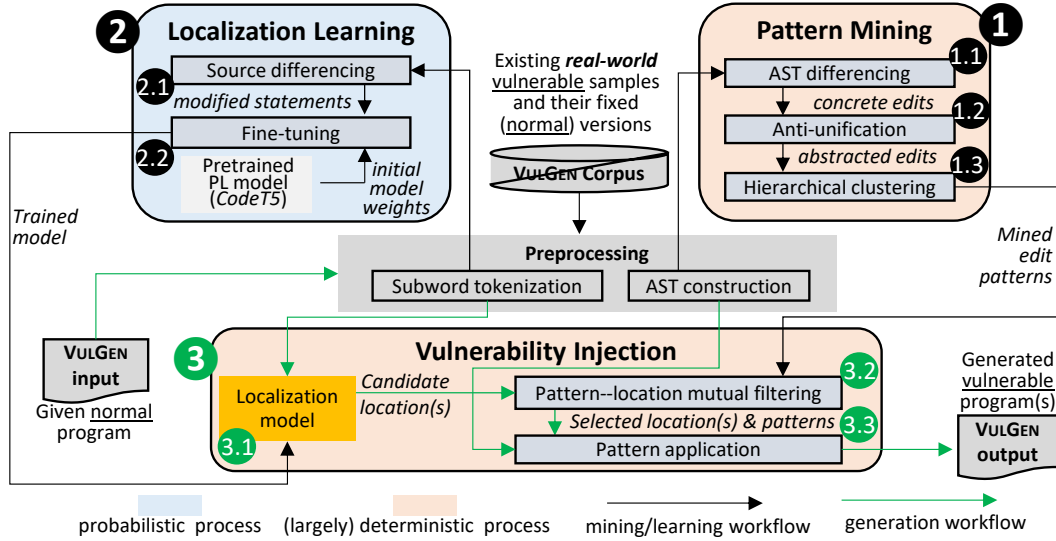 2
Localization Learning
2.1
Source differencing
modified statements
2.2
Fine-tuning
Pretrained
PL model
(CodeT5)
initial
model
weights
Existing real-world
vulnerable samples
and their fixed
(normal) versions
VULGEN Corpus
1
Pattern Mining
1.1
AST differencing
concrete edits
1.2
Anti-unification
abstracted edits
1.3
Hierarchical clustering
Trained
model
Mined
edit
patterns
Preprocessing
Subword tokenization
AST construction
VULGEN
input
Given normal
program
3
Vulnerability Injection
Localization
model
3.1
Candidate
location(s)
3.2
Pattern--location mutual filtering
Selected location(s) & patterns
3.3
Pattern application
Generated
vulnerable
program(s)
VULGEN
output
probabilistic process
(largely) deterministic process
mining/learning workflow
generation workflow